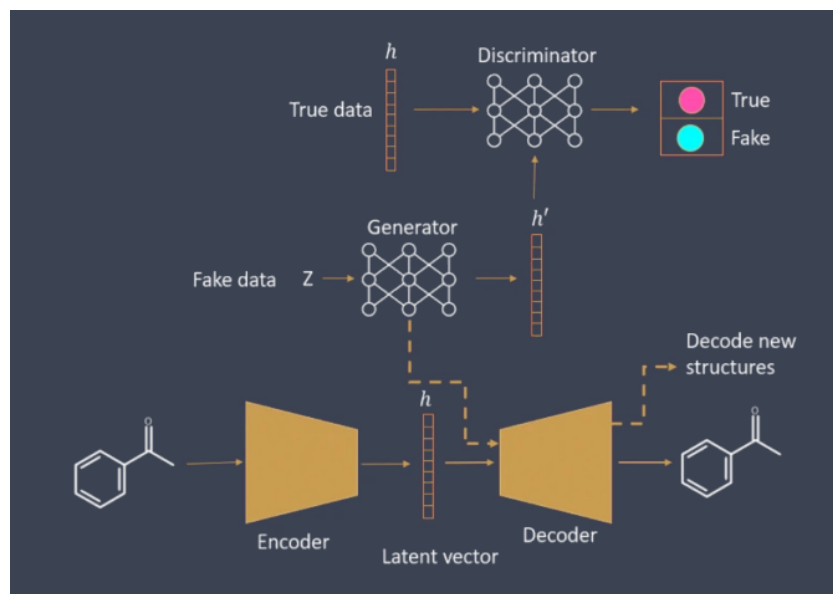 h
Discriminator
True data
True
Fake
h′
Generator
Fake data
Z
Decode new
structures
h
O
O
Encoder
Latent vector
Decoder